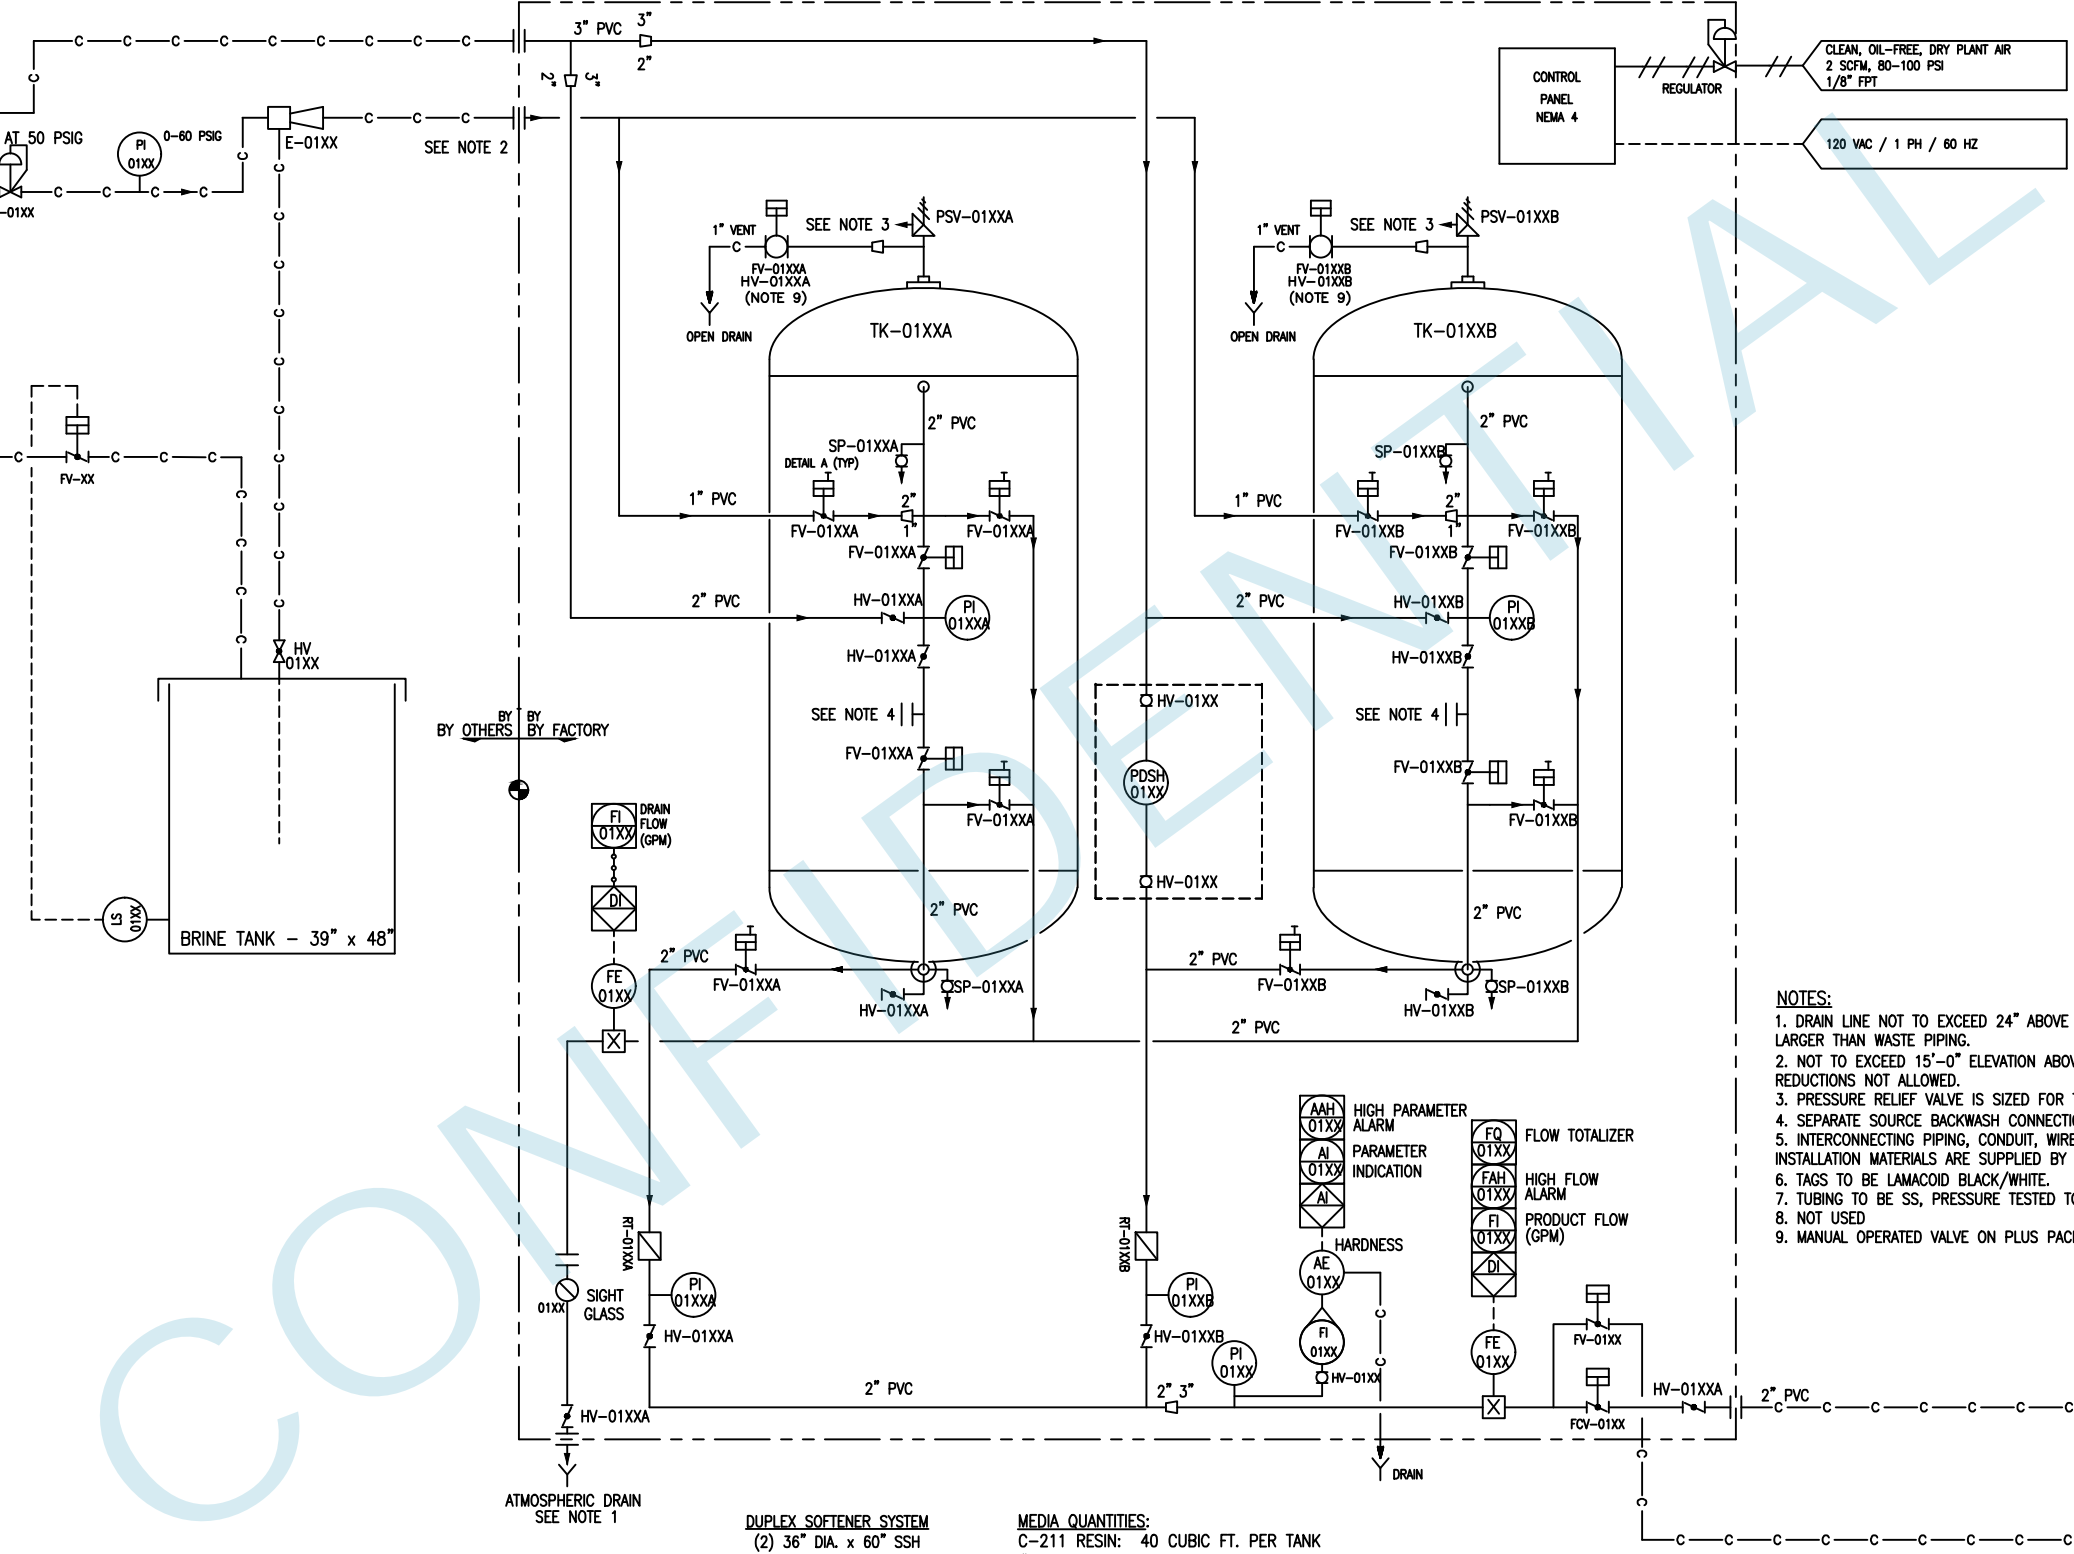 3" PVC
3"
2"
2"
3"
C C C C C C C C C
C
AT 50 PSIG
PI
01XX
0-60 PSIG
E-01XX
C C C
SEE NOTE 2
C C C C
-01XX
CONTROL
PANEL
NEMA 4
REGULATOR
CLEAN, OIL-FREE, DRY PLANT AIR
2 SCFM, 80-100 PSI
1/8" FPT
120 VAC / 1 PH / 60 HZ
1" VENT
C
SEE NOTE 3
PSV-01XXA
FV-01XXA
HV-01XXA
(NOTE 9)
OPEN DRAIN
TK-01XXA
1" VENT
C
SEE NOTE 3
PSV-01XXB
FV-01XXB
HV-01XXB
(NOTE 9)
OPEN DRAIN
TK-01XXB
2" PVC
SP-01XXA
DETAIL A (TYP)
1" PVC
2"
1"
FV-01XXA
FV-01XXA
FV-01XXA
2" PVC
HV-01XXA
PI
01XXA
HV-01XXA
SEE NOTE 4
FV-01XXA
FV-01XXA
2" PVC
2" PVC
SP-01XXB
1" PVC
2"
1"
FV-01XXB
FV-01XXB
FV-01XXB
2" PVC
HV-01XXB
PI
01XXB
HV-01XXB
SEE NOTE 4
FV-01XXB
FV-01XXB
2" PVC
HV-01XX
PDSH
01XX
HV-01XX
FV-XX
C C C C
HV
01XX
BY BY
BY OTHERS BY FACTORY
LS
01XX
BRINE TANK - 39" x 48"
FI
01XX
DRAIN
FLOW
(GPM)
DI
FE
01XX
2" PVC
FV-01XXA
HV-01XXA
SP-01XXA
2" PVC
FV-01XXB
HV-01XXB
SP-01XXB
2" PVC
NOTES:
1. DRAIN LINE NOT TO EXCEED 24" ABOVE
LARGER THAN WASTE PIPING.
2. NOT TO EXCEED 15'-0" ELEVATION ABOV
REDUCTIONS NOT ALLOWED.
3. PRESSURE RELIEF VALVE IS SIZED FOR
4. SEPARATE SOURCE BACKWASH CONNECTI
5. INTERCONNECTING PIPING, CONDUIT, WIRE
INSTALLATION MATERIALS ARE SUPPLIED BY
6. TAGS TO BE LAMACOID BLACK/WHITE.
7. TUBING TO BE SS, PRESSURE TESTED TO
8. NOT USED
9. MANUAL OPERATED VALVE ON PLUS PAC
AAH
01XX
HIGH PARAMETER
ALARM
AI
01XX
PARAMETER
INDICATION
AI
HARDNESS
AE
01XX
FI
01XX
HV-01XX
FQ
01XX
FLOW TOTALIZER
FAH
01XX
HIGH FLOW
ALARM
FI
01XX
PRODUCT FLOW
(GPM)
DI
FE
01XX
RT-01XXA
PI
01XXA
HV-01XXA
RT-01XXB
PI
01XXB
HV-01XXB
PI
01XX
01XX
SIGHT
GLASS
HV-01XXA
2" PVC
2" 3"
FV-01XX
FCV-01XX
HV-01XXA
2" PVC
C C C C C C C
C C
DRAIN
C C
C C C C C C C C C
ATMOSPHERIC DRAIN
SEE NOTE 1
DUPLEX SOFTENER SYSTEM
(2) 36" DIA. x 60" SSH
MEDIA QUANTITIES:
C-211 RESIN: 40 CUBIC FT. PER TANK
CONFIDENTIAL